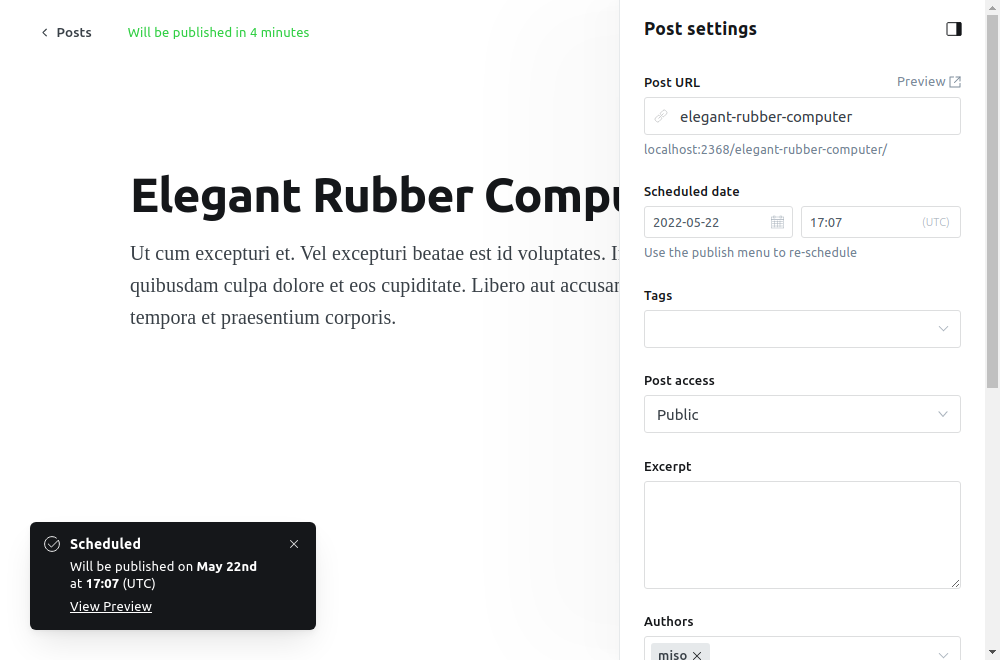 Posts
Will be published in 4 minutes
Elegant Rubber Compu
Ut cum excepturi et. Vel excepturi beatae est id voluptates.
quibusdam culpa dolore et eos cupiditate. Libero aut accusa
tempora et praesentium corporis.
Scheduled
Will be published on May 22nd
at 17:07 (UTC)
View Preview
Post settings
Post URL
Preview
elegant-rubber-computer
localhost:2368/elegant-rubber-computer/
Scheduled date
2022-05-22
17:07 (UTC)
Use the publish menu to re-schedule
Tags
Post access
Public
Excerpt
Authors
miso